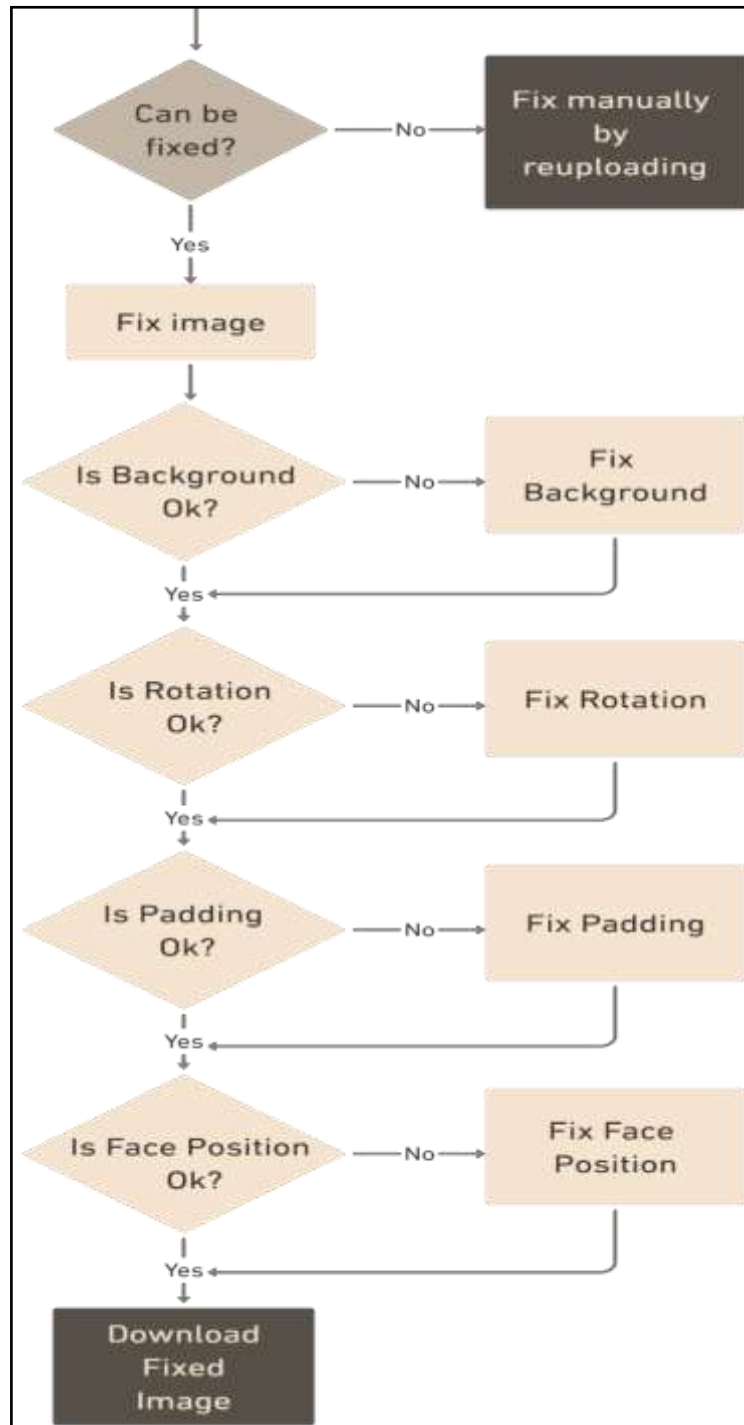 Can be
fixed?
No
Fix manually
by
reuploading
Yes
Fix image
Is Background
Ok?
No
Fix
Background
Yes
Is Rotation
Ok?
No
Fix Rotation
Yes
Is Padding
Ok?
No
Fix Padding
Yes
Is Face Position
Ok?
No
Fix Face
Position
Yes
Download
Fixed
Image